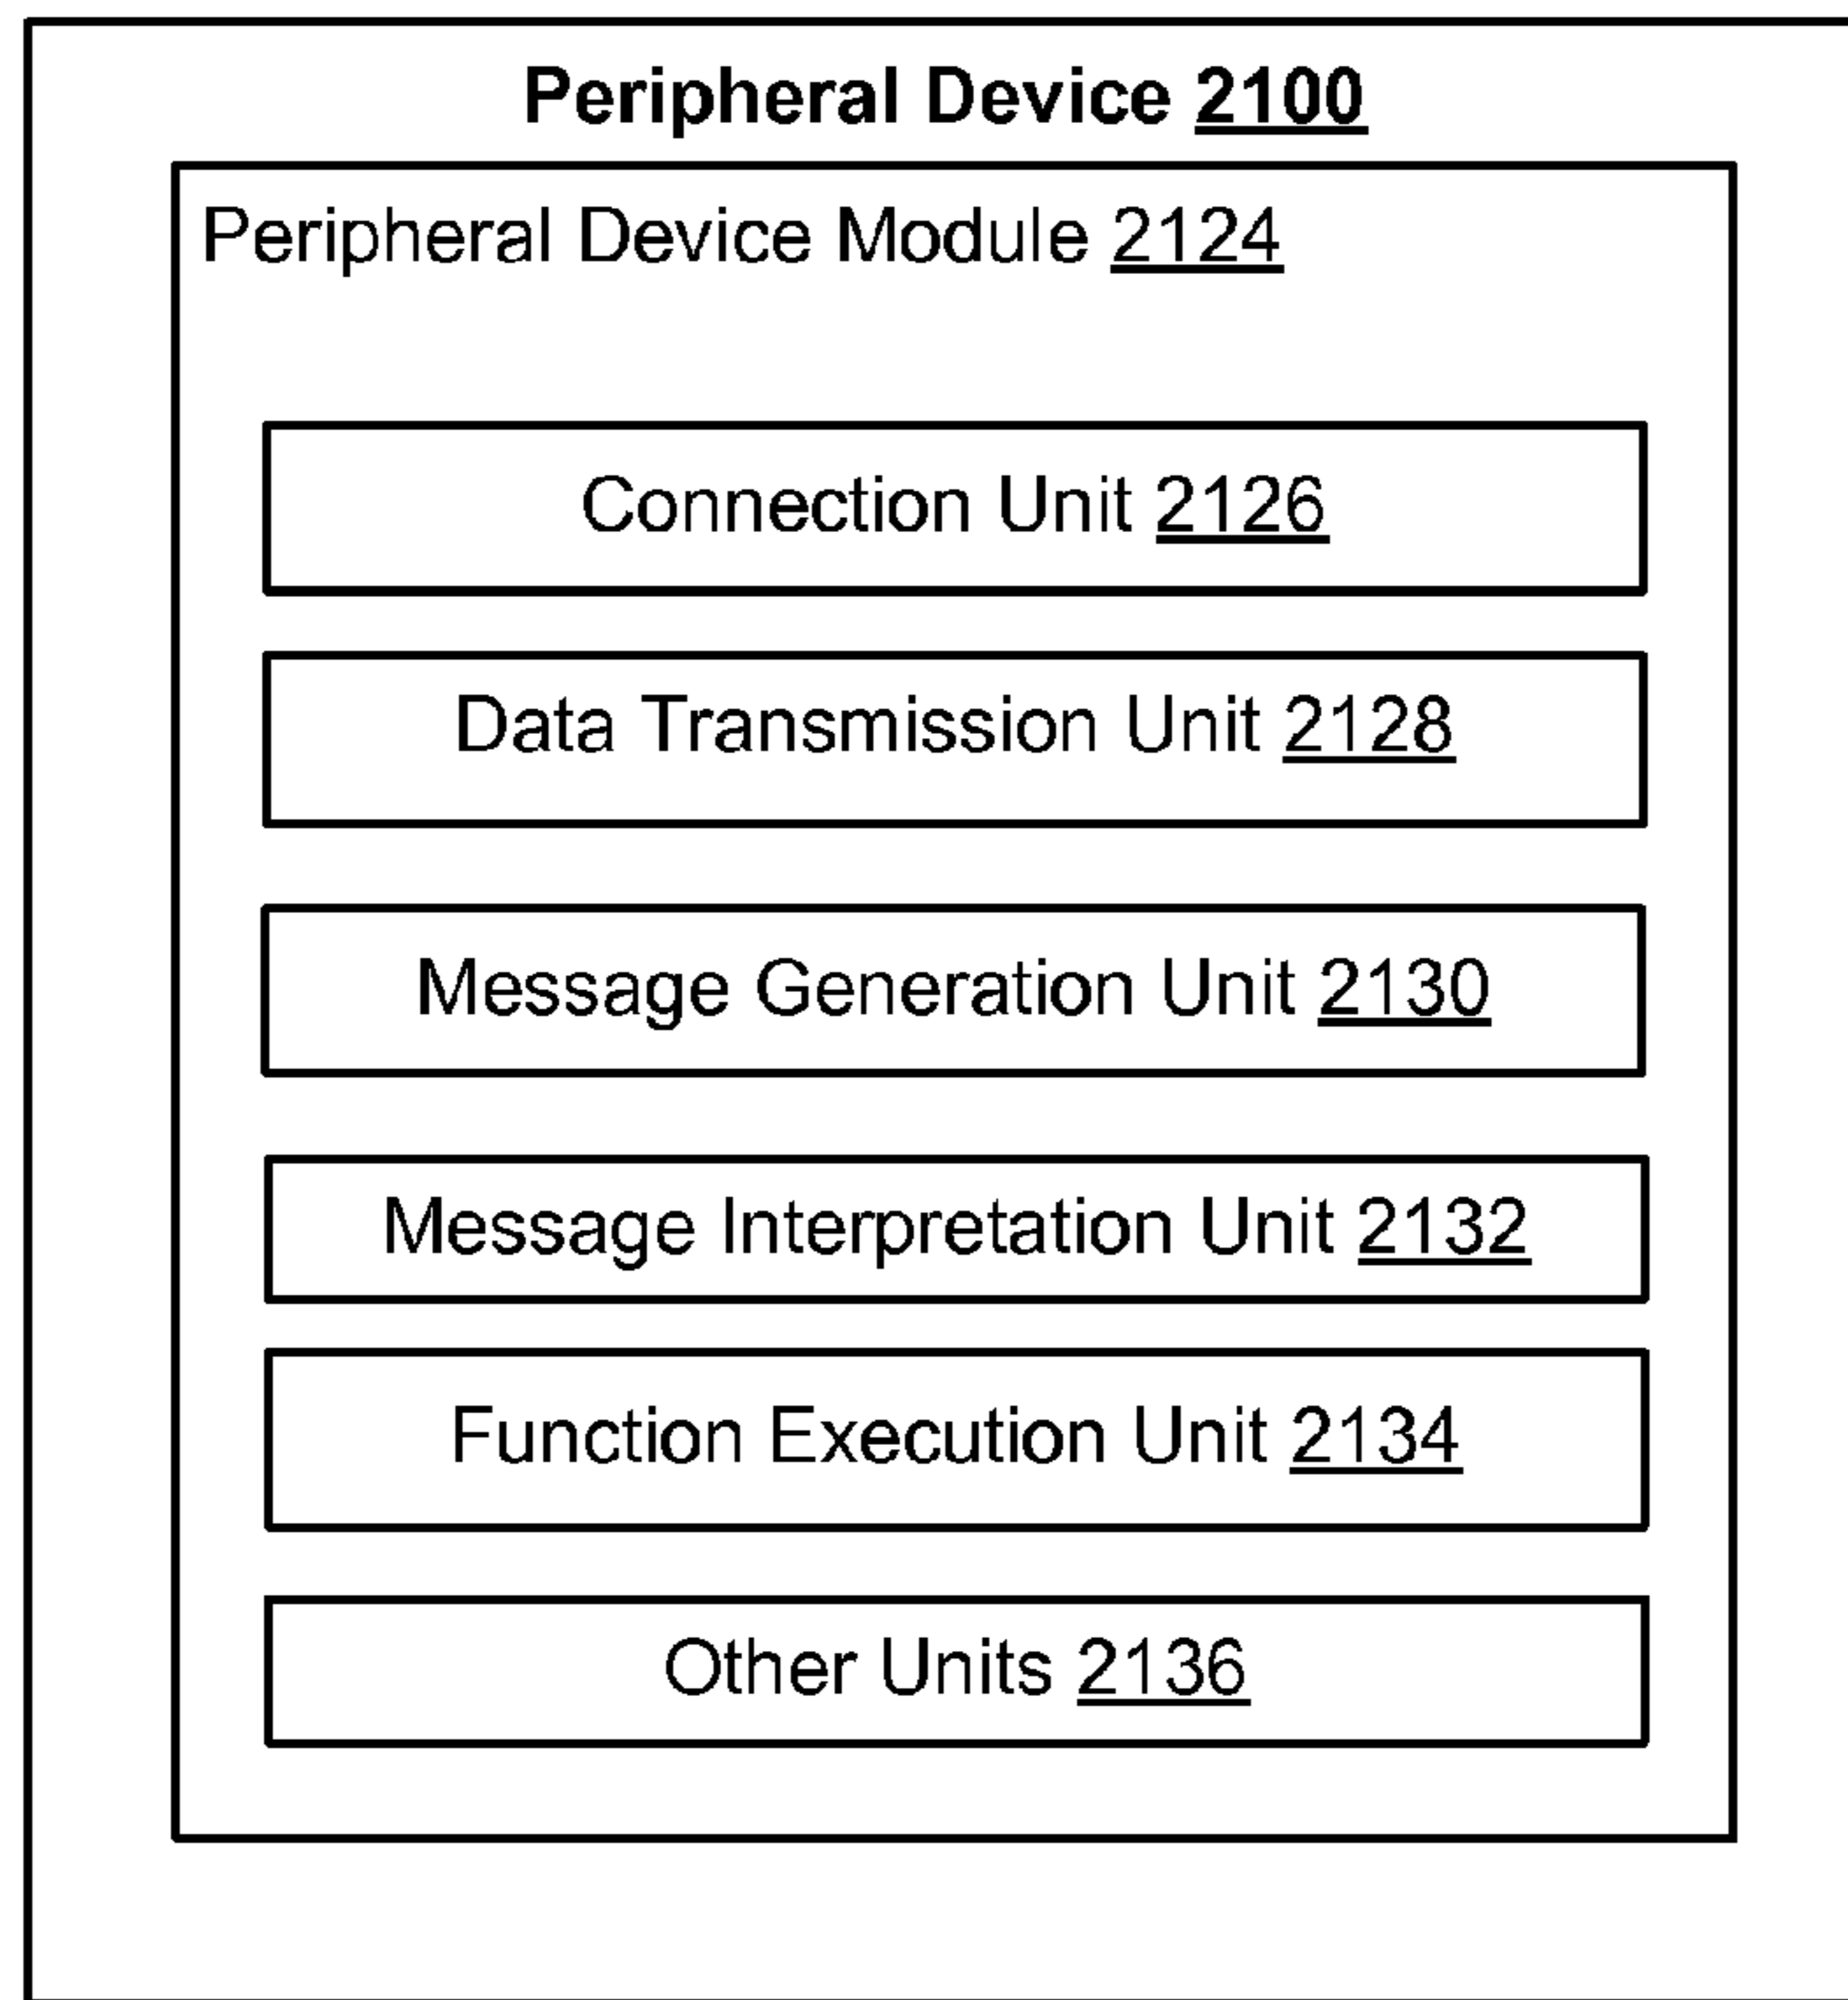 Peripheral Device 2100
Peripheral Device Module 2124
Connection Unit 2126
Data Transmission Unit 2128
Message Generation Unit 2130
Message Interpretation Unit 2132
Function Execution Unit 2134
Other Units 2136